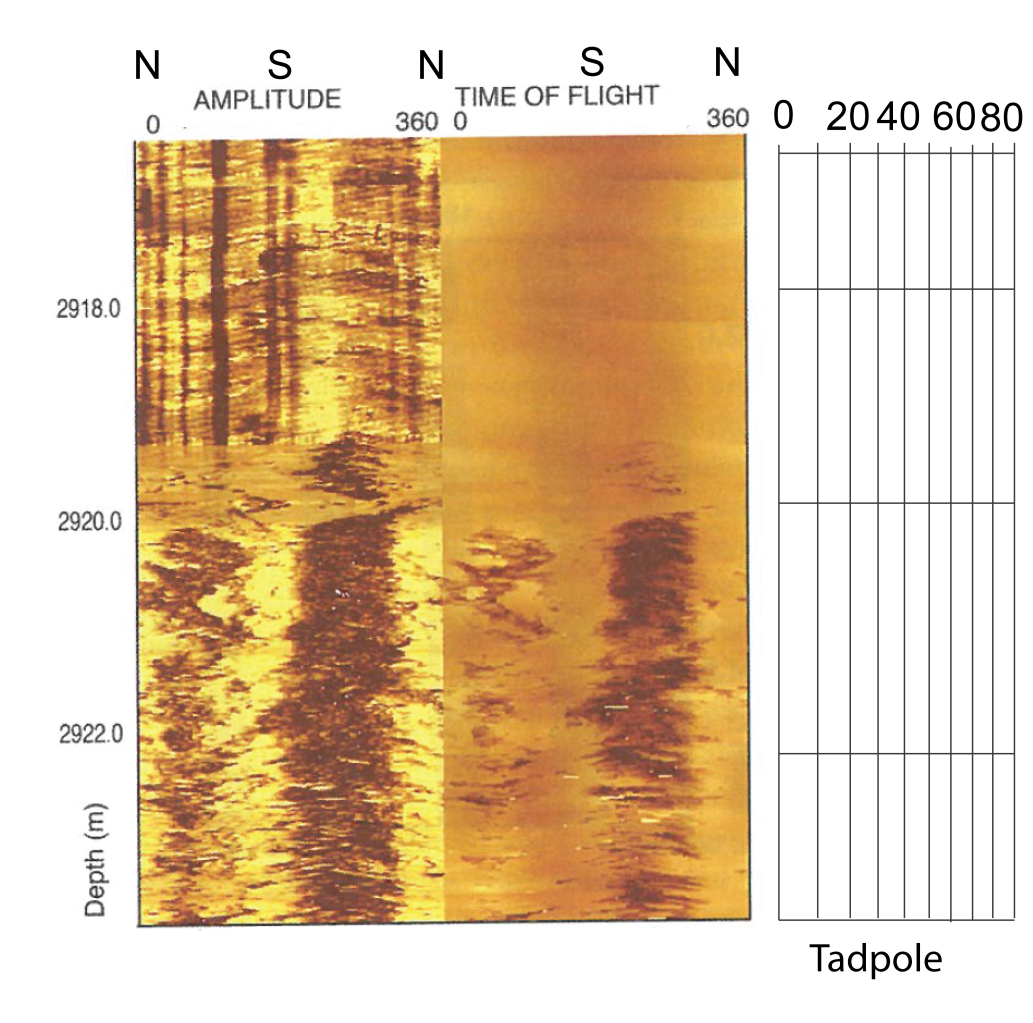 N S N S N
AMPLITUDE TIME OF FLIGHT
0 360 0 360 0 20 40 60 80
2918.0
2920.0
2922.0
Depth (m)
Tadpole